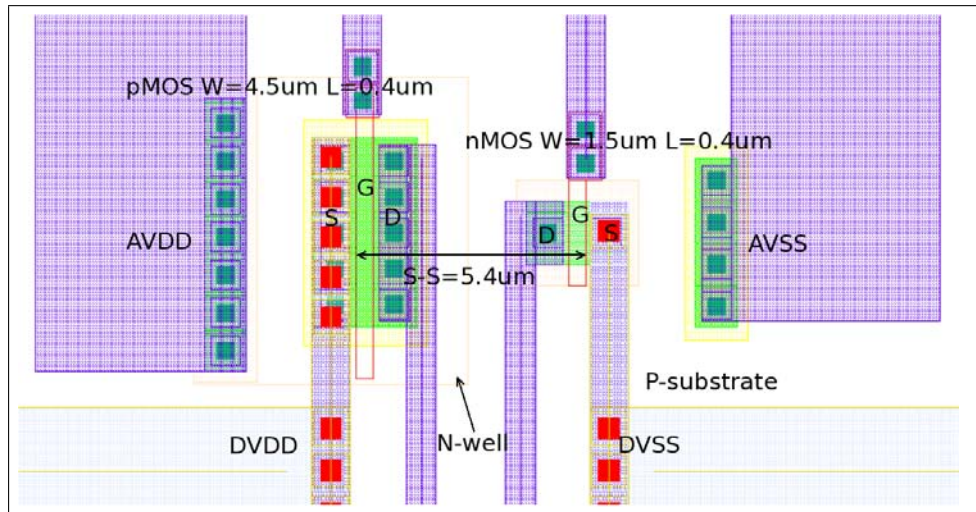 pMOS W=4.5um L=0.4um
nMOS W=1.5um L=0.4um
G
S
D
G
D
S
AVDD
AVSS
S-S=5.4um
P-substrate
DVDD
N-well
DVSS